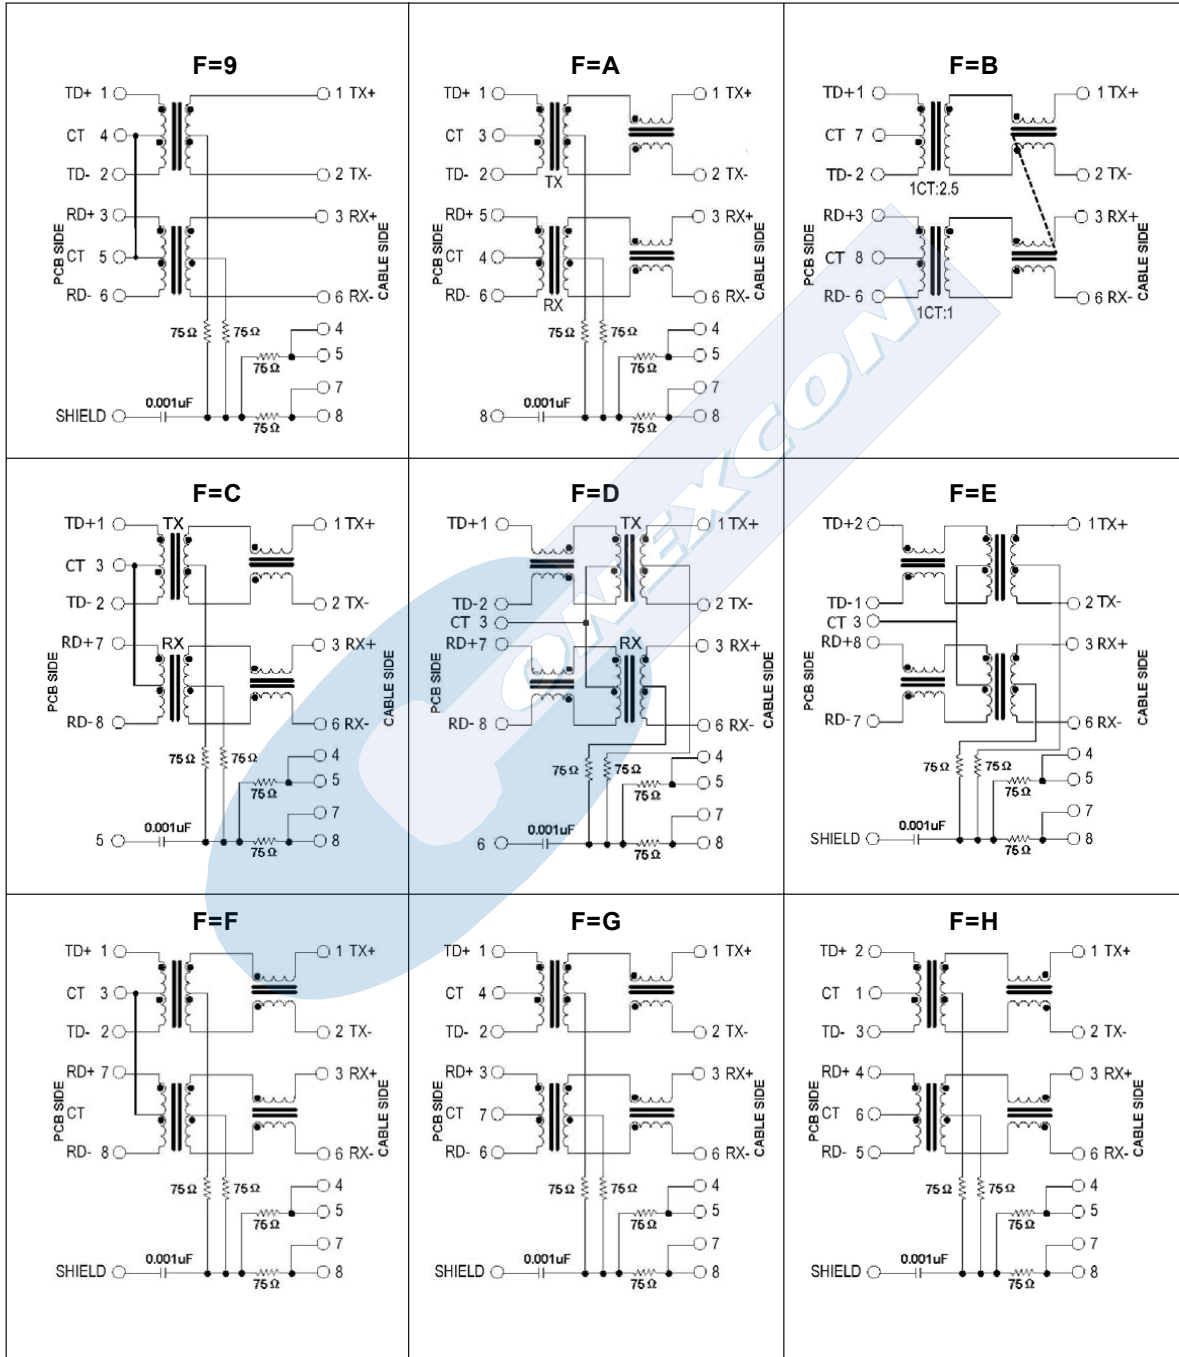 F=9
TD+ 1
1 TX+
CT 4
TD- 2
2 TX-
RD+ 3
3 RX+
PCB SIDE
CABLE SIDE
CT 5
RD- 6
6 RX-
75Ω
75Ω
4
5
75Ω
7
0.001uF
SHIELD
8
75Ω
F=A
TD+ 1
1 TX+
CT 3
TD- 2
2 TX-
TX
RD+ 5
3 RX+
PCB SIDE
CABLE SIDE
CT 4
RD- 6
6 RX-
RX
75Ω
75Ω
4
5
75Ω
7
0.001uF
8
8
75Ω
F=B
TD+1
1 TX+
CT 7
TD-2
2 TX-
1CT:2.5
RD+3
3 RX+
PCB SIDE
CABLE SIDE
CT 8
RD- 6
6 RX-
1CT:1
F=C
TX
TD+1
1 TX+
CT 3
TD- 2
2 TX-
RD+7
RX
3 RX+
PCB SIDE
CABLE SIDE
RD-8
6 RX-
75Ω
75Ω
4
5
75Ω
7
0.001uF
5
8
75Ω
F=D
TX
TD+1
1 TX+
TD-2
2 TX-
CT 3
RD+7
RX
3 RX+
PCB SIDE
CABLE SIDE
RD- 8
6 RX-
75Ω
75Ω
4
5
75Ω
7
0.001uF
6
8
75Ω
F=E
TD+2
1TX+
TD-1
2 TX-
CT 3
RD+8
3 RX+
PCB SIDE
CABLE SIDE
RD-7
6 RX-
75Ω
75Ω
4
5
75Ω
7
0.001uF
SHIELD
8
75Ω
F=F
TD+ 1
1 TX+
CT 3
TD- 2
2 TX-
RD+ 7
3 RX+
PCB SIDE
CABLE SIDE
CT
RD- 8
6 RX-
75Ω
75Ω
4
5
75Ω
7
0.001uF
SHIELD
8
75Ω
F=G
TD+ 1
1 TX+
CT 4
TD- 2
2 TX-
RD+ 3
3 RX+
PCB SIDE
CABLE SIDE
CT 7
RD- 6
6 RX-
75Ω
75Ω
4
5
75Ω
7
0.001uF
SHIELD
8
75Ω
F=H
TD+ 2
1 TX+
CT 1
TD- 3
2 TX-
RD+ 4
3 RX+
PCB SIDE
CABLE SIDE
CT 6
RD- 5
6 RX-
75Ω
75Ω
4
5
75Ω
7
0.001uF
SHIELD
8
75Ω
CONEXCON